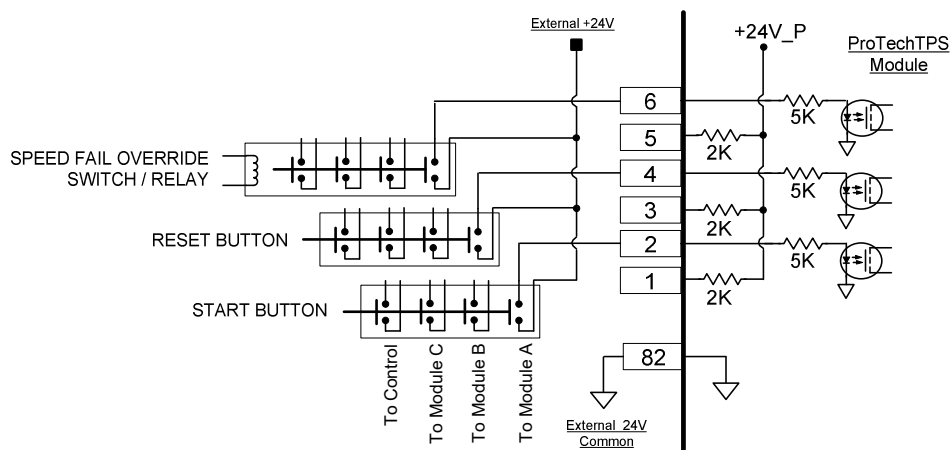 External +24V
+24V_P
ProTechTPS
Module
6
5K
5
2K
SPEED FAIL OVERRIDE
SWITCH / RELAY
4
5K
3
2K
RESET BUTTON
2
5K
1
2K
START BUTTON
To Control
To Module C
To Module B
To Module A
82
External 24V
Common